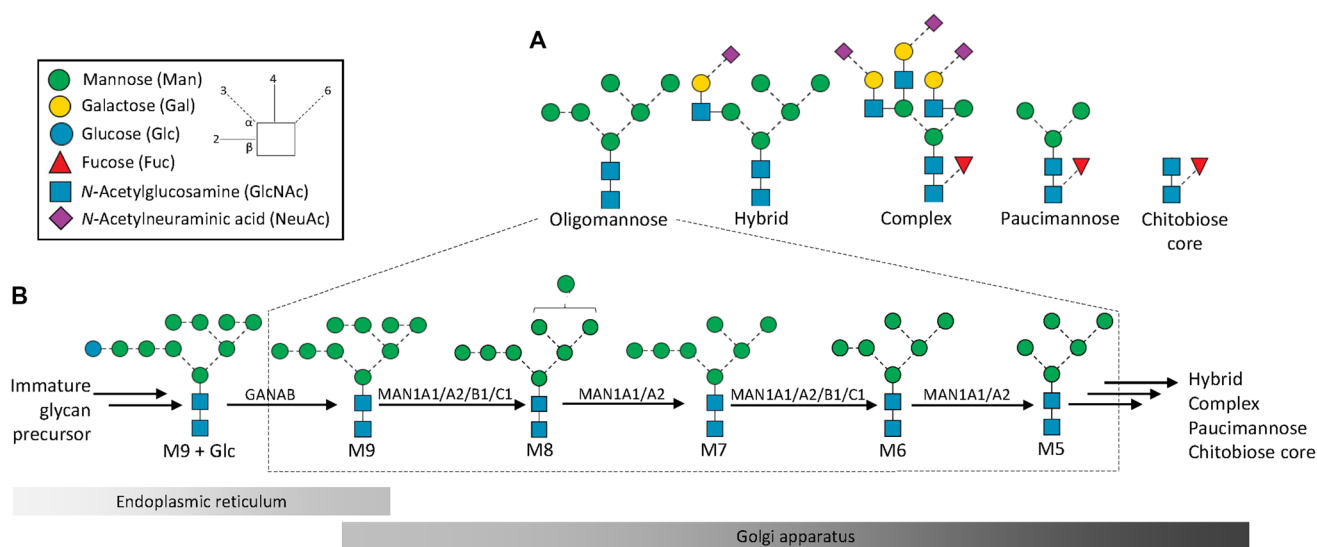 A
Mannose (Man)
Galactose (Gal)
Glucose (Glc)
Fucose (Fuc)
N-Acetylglucosamine (GlcNAc)
N-Acetylneuraminic acid (NeuAc)
4
3
6
α
2
β
Oligomannose
Hybrid
Complex
Paucimannose
Chitobiose
core
B
Immature
glycan
precursor
GANAB
MAN1A1/A2/B1/C1
MAN1A1/A2
MAN1A1/A2/B1/C1
MAN1A1/A2
Hybrid
Complex
Paucimannose
Chitobiose core
M9 + Glc
M9
M8
M7
M6
M5
Endoplasmic reticulum
Golgi apparatus